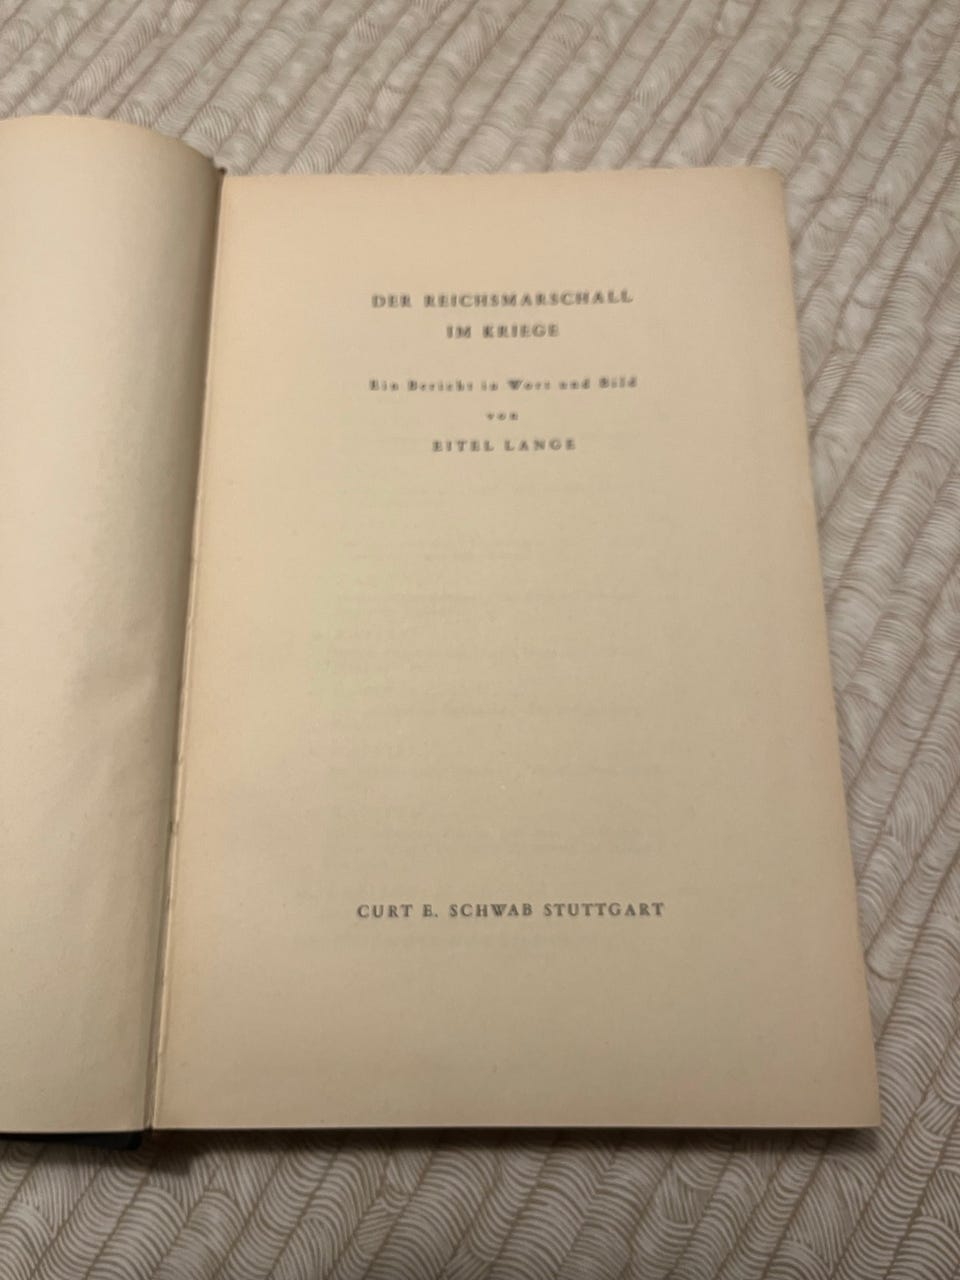 DER REICHSMARSCHALL
IM KRIEGE
Ein Bericht in Wort und Bild
von
EITEL LANGE
CURT E. SCHWAB STUTTGART